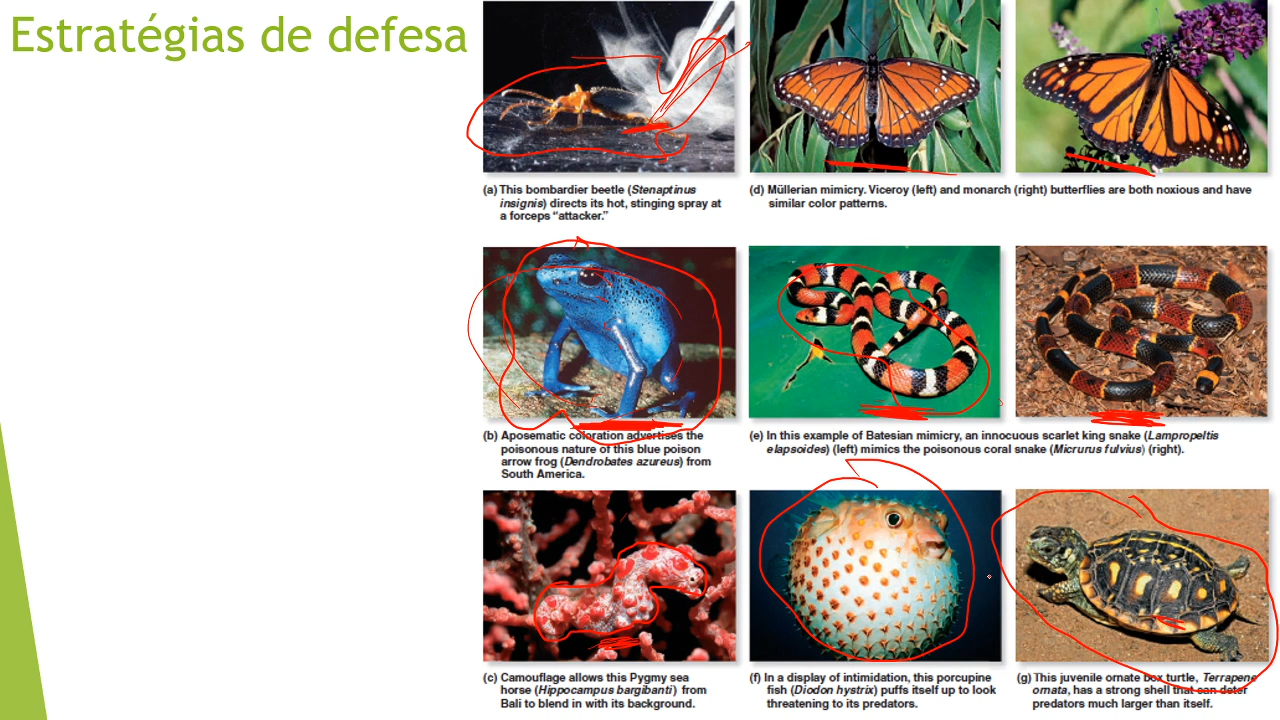 Estratégias de defesa
(a) This bombardier beetle (Stenaptinus
insignis) directs its hot, stinging spray at
a forceps “attacker.”
(d) Müllerian mimicry. Viceroy (left) and monarch (right) butterflies are both noxious and have
similar color patterns.
(b) Aposematic coloration advertises the
poisonous nature of this blue poison
arrow frog (Dendrobates azureus) from
South America.
(e) In this example of Batesian mimicry, an innocuous scarlet king snake (Lampropeltis
elapsoides) (left) mimics the poisonous coral snake (Micrurus fulvius) (right).
(c) Camouflage allows this Pygmy sea
horse (Hippocampus bargibanti) from
Bali to blend in with its background.
(f) In a display of intimidation, this porcupine
fish (Diodon hystrix) puffs itself up to look
threatening to its predators.
(g) This juvenile ornate box turtle, Terrapene
ornata, has a strong shell that can deter
predators much larger than itself.